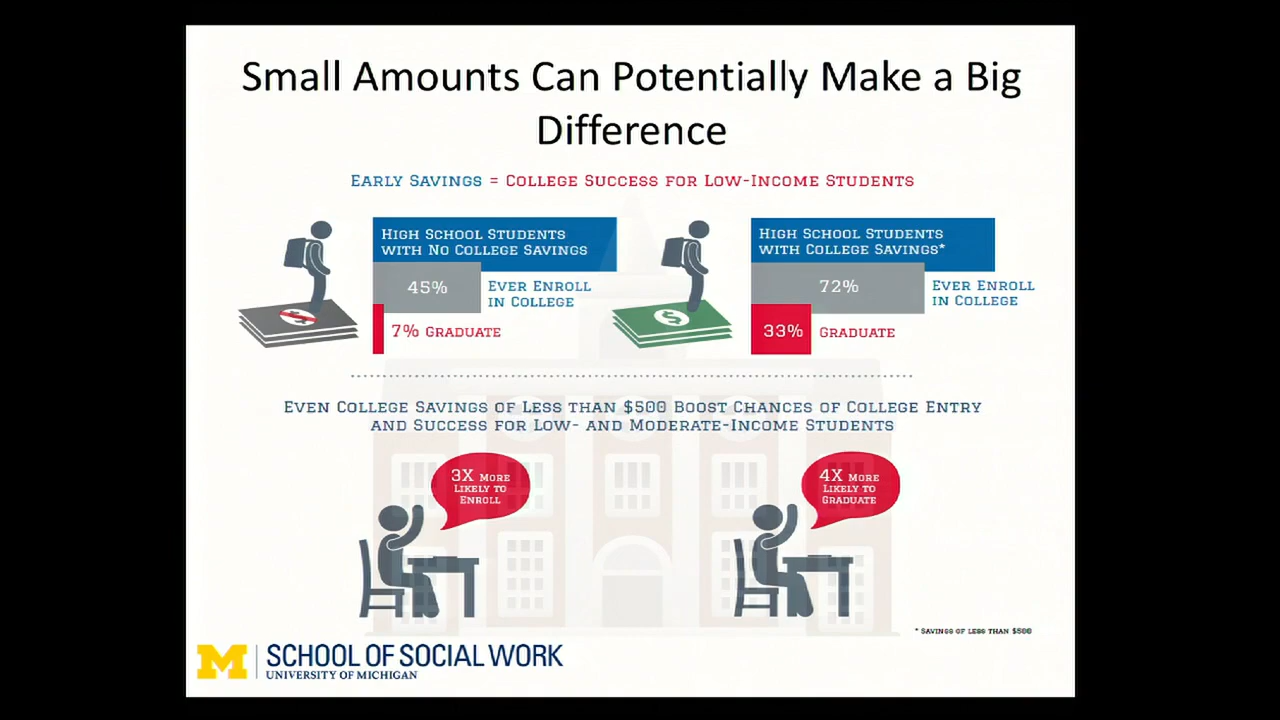 Small Amounts Can Potentially Make a Big
Difference
EARLY SAVINGS = COLLEGE SUCCESS FOR LOW-INCOME STUDENTS
HIGH SCHOOL STUDENTS
WITH NO COLLEGE SAVINGS
45%
EVER ENROLL
IN COLLEGE
7% GRADUATE
$
HIGH SCHOOL STUDENTS
WITH COLLEGE SAVINGS*
72%
EVER ENROLL
IN COLLEGE
$
33%
GRADUATE
EVEN COLLEGE SAVINGS OF LESS THAN $500 BOOST CHANCES OF COLLEGE ENTRY
AND SUCCESS FOR LOW- AND MODERATE-INCOME STUDENTS
3X MORE
LIKELY TO
ENROLL
4X MORE
LIKELY TO
GRADUATE
* SAVINGS OF LESS THAN $500
M
SCHOOL OF SOCIAL WORK
UNIVERSITY OF MICHIGAN